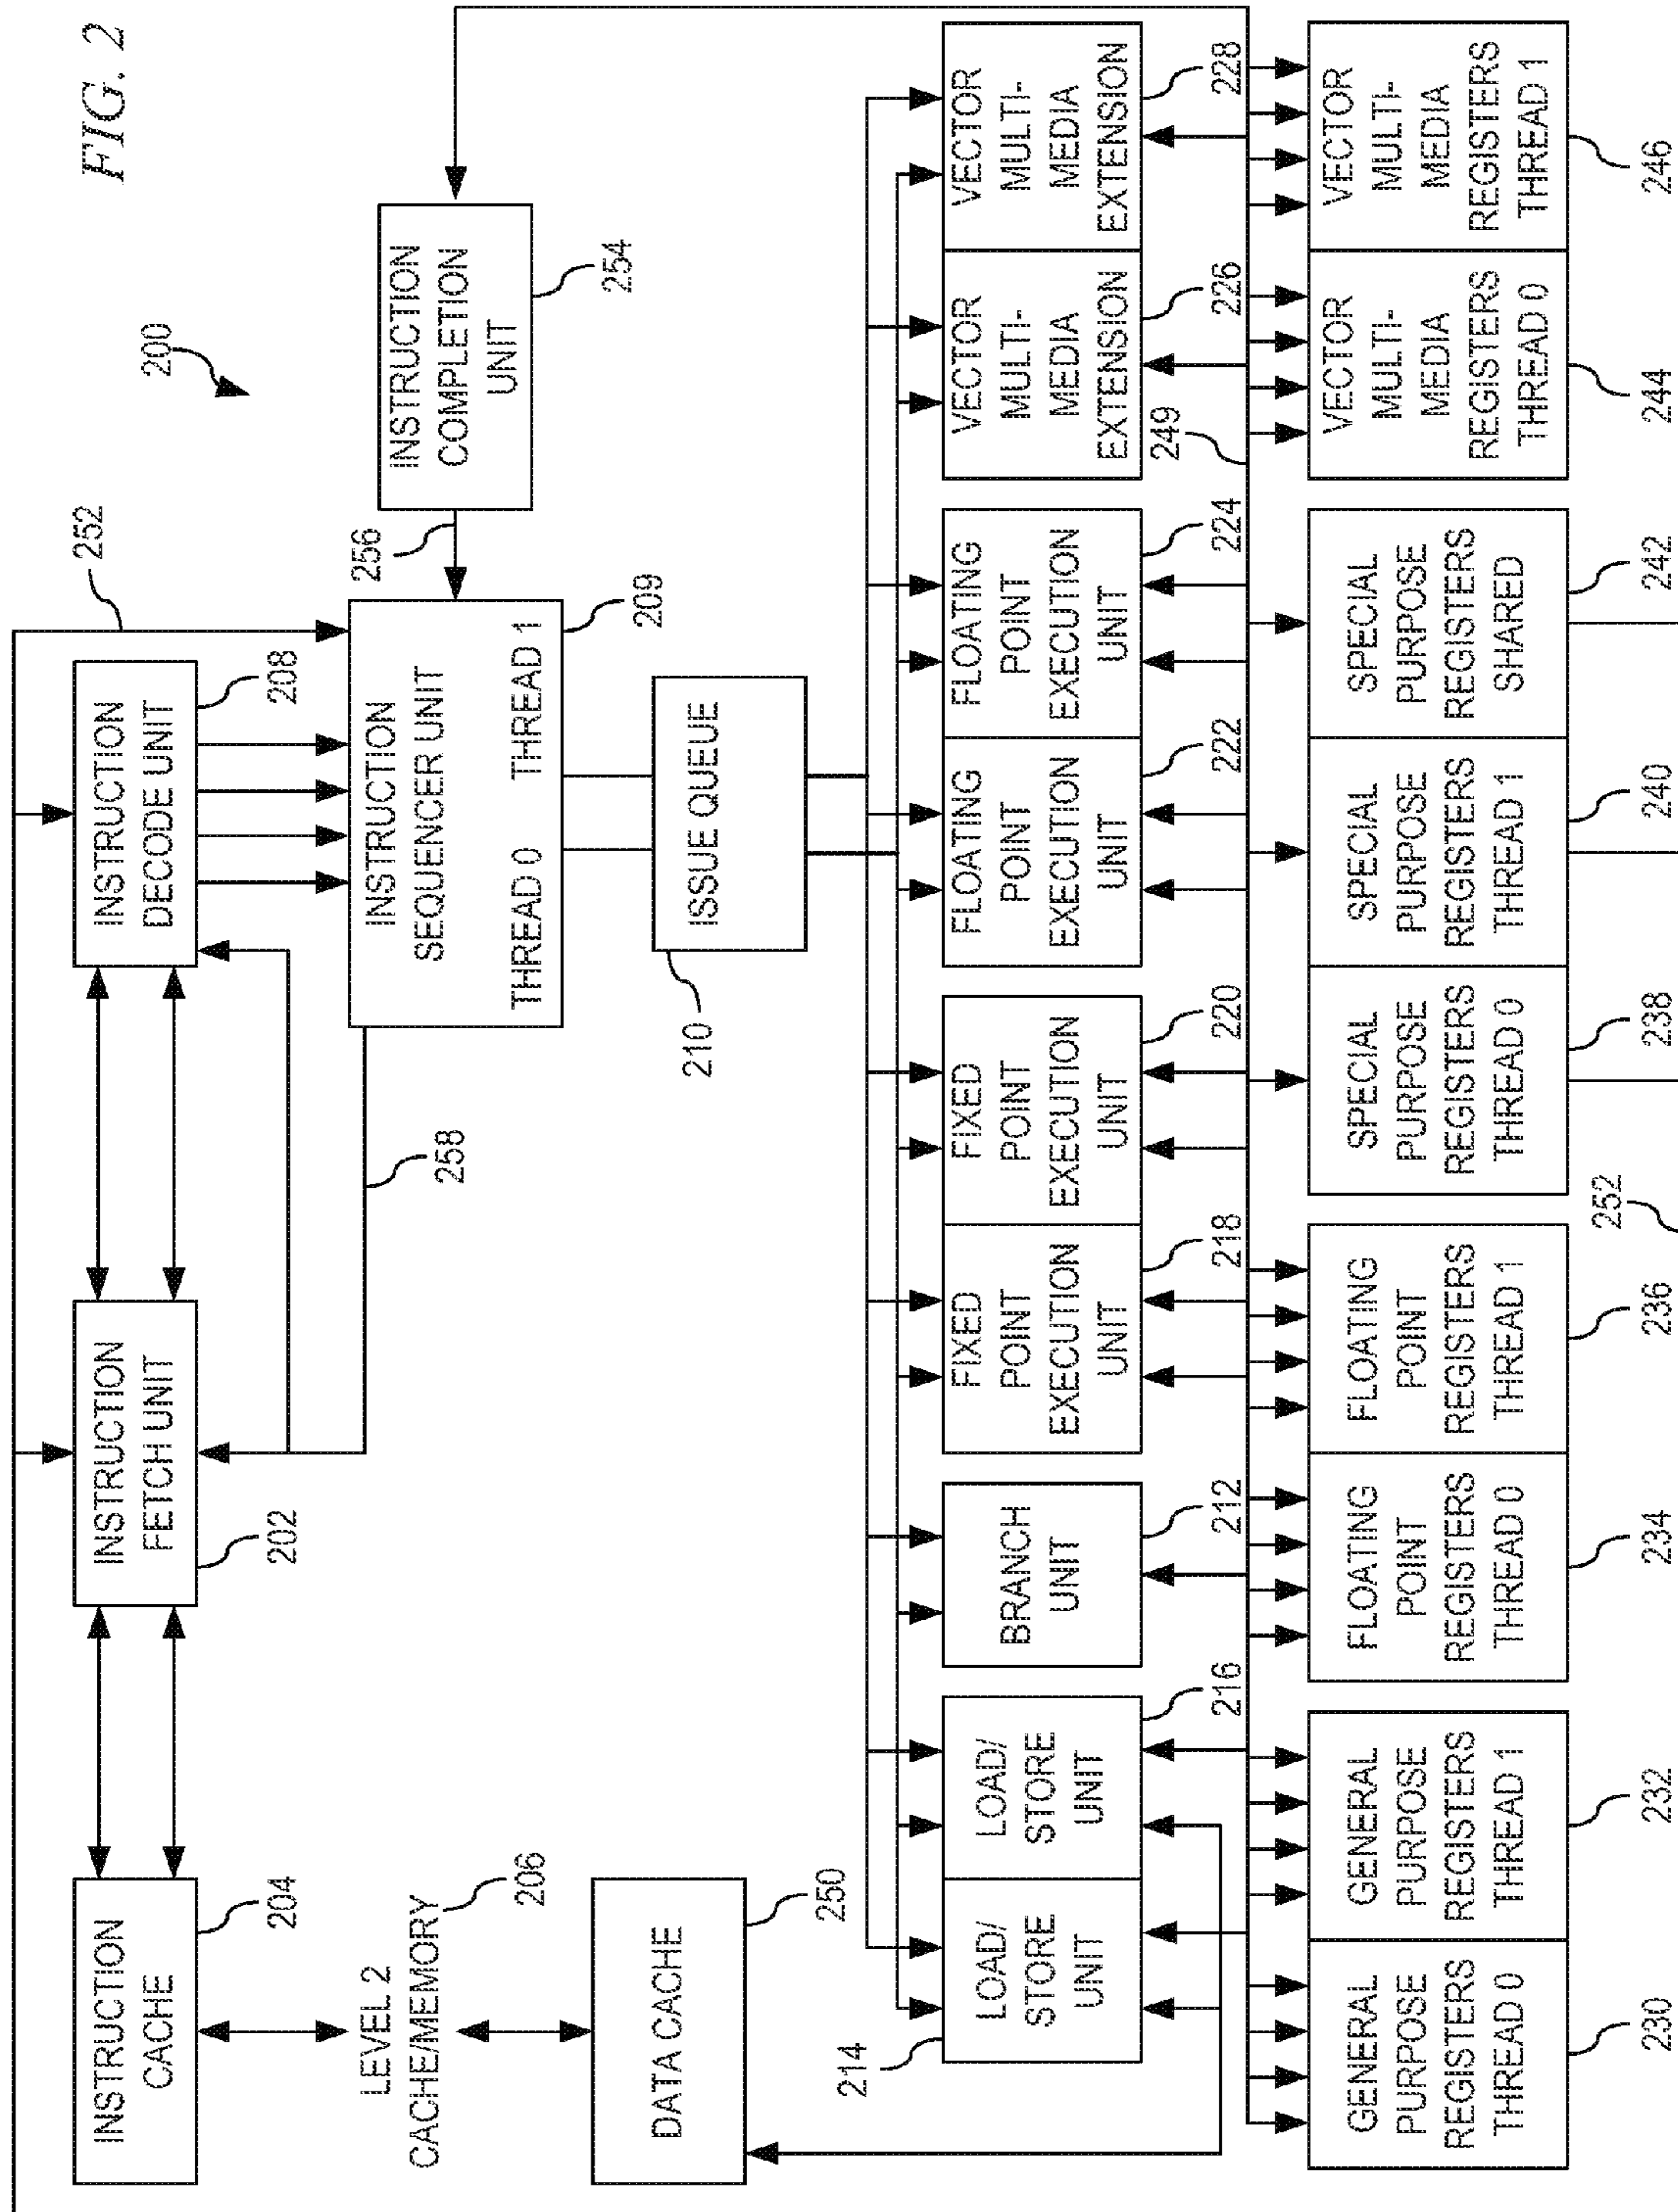 FIG. 2
200
252
INSTRUCTION
CACHE
204
INSTRUCTION
FETCH UNIT
202
INSTRUCTION
DECODE UNIT
208
LEVEL 2
CACHE/MEMORY
206
258
INSTRUCTION
SEQUENCER UNIT
THREAD 0
THREAD 1
209
256
INSTRUCTION
COMPLETION
UNIT
254
DATA CACHE
250
210
ISSUE QUEUE
214
LOAD/
STORE
UNIT
LOAD/
STORE
UNIT
216
BRANCH
UNIT
212
FIXED
POINT
EXECUTION
UNIT
218
FIXED
POINT
EXECUTION
UNIT
220
FLOATING
POINT
EXECUTION
UNIT
222
FLOATING
POINT
EXECUTION
UNIT
224
VECTOR
MULTI-
MEDIA
EXTENSION
226
VECTOR
MULTI-
MEDIA
EXTENSION
228
249
GENERAL
PURPOSE
REGISTERS
THREAD 0
230
GENERAL
PURPOSE
REGISTERS
THREAD 1
232
FLOATING
POINT
REGISTERS
THREAD 0
234
FLOATING
POINT
REGISTERS
THREAD 1
236
SPECIAL
PURPOSE
REGISTERS
THREAD 0
238
SPECIAL
PURPOSE
REGISTERS
THREAD 1
240
SPECIAL
PURPOSE
REGISTERS
SHARED
242
VECTOR
MULTI-
MEDIA
REGISTERS
THREAD 0
244
VECTOR
MULTI-
MEDIA
REGISTERS
THREAD 1
246
252